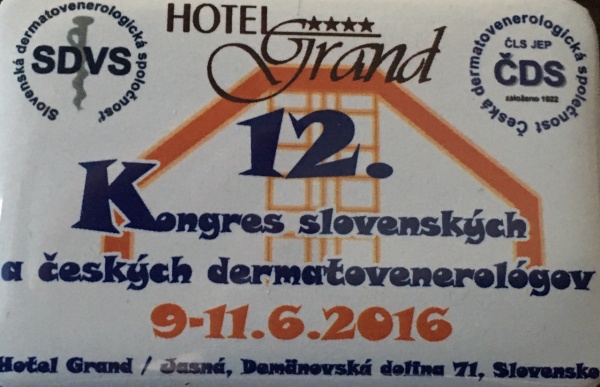 HOTEL ****
Grand
Slovenská dermatovenerologická spoločnosť
SDVS
ČLS JEP
ČDS
založeno 1922
Česká dermatovenerologická společnost
12.
Kongres slovenských
a českých dermatovenerológov
9-11.6.2016
Hotel Grand / Jasná, Demänovská dolina 71, Slovensko